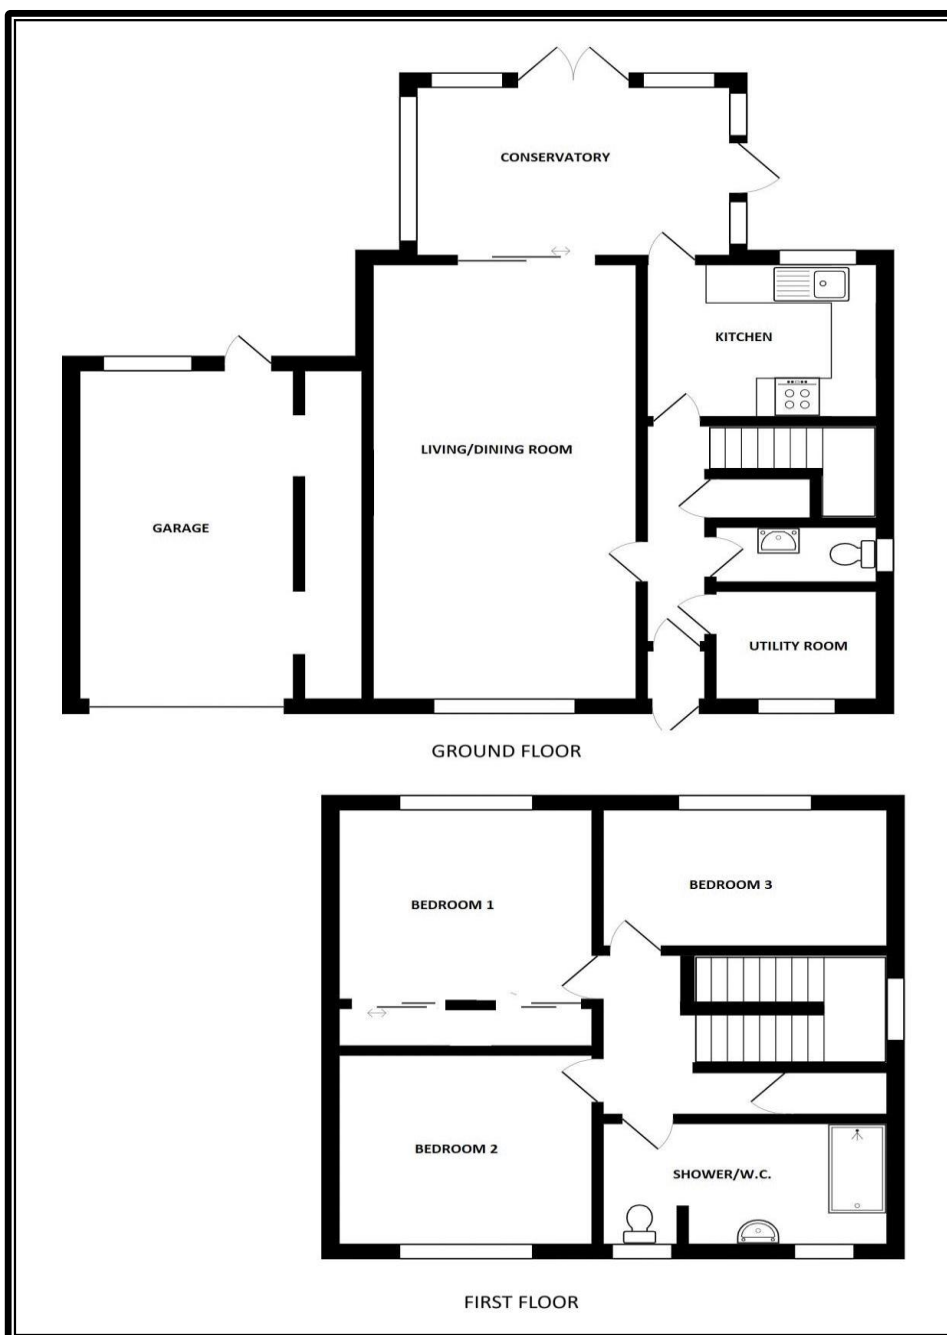 CONSERVATORY
KITCHEN
LIVING/DINING ROOM
GARAGE
UTILITY ROOM
GROUND FLOOR
BEDROOM 3
BEDROOM 1
BEDROOM 2
SHOWER/W.C.
FIRST FLOOR